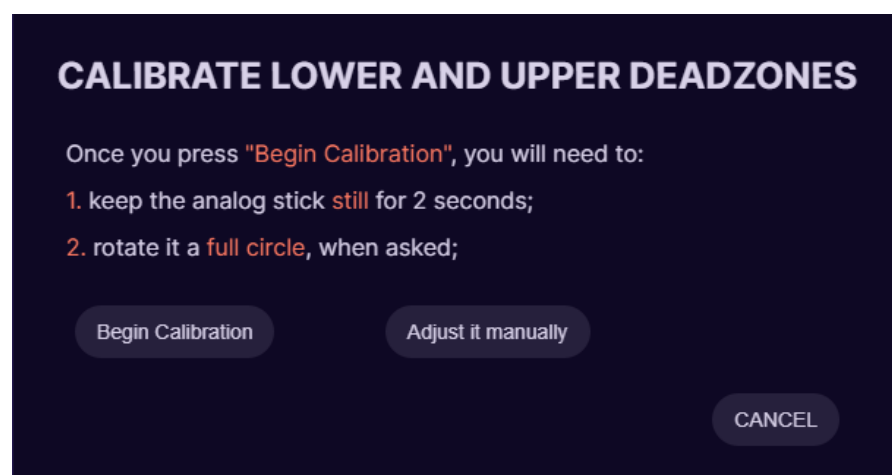 CALIBRATE LOWER AND UPPER DEADZONES
Once you press "Begin Calibration", you will need to:
1. keep the analog stick still for 2 seconds;
2. rotate it a full circle, when asked;
Begin Calibration
Adjust it manually
CANCEL